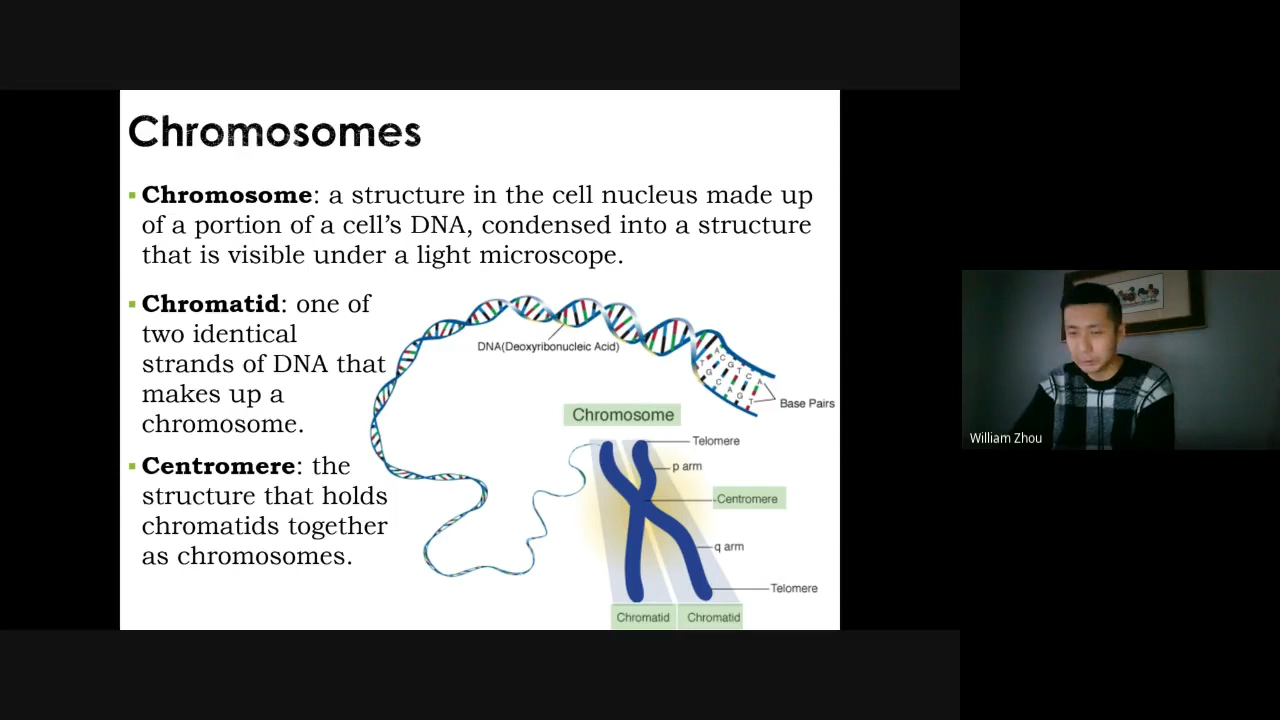 Chromosomes
▪ Chromosome: a structure in the cell nucleus made up
of a portion of a cell’s DNA, condensed into a structure
that is visible under a light microscope.
▪ Chromatid: one of
two identical
strands of DNA that
makes up a
chromosome.
▪ Centromere: the
structure that holds
chromatids together
as chromosomes.
DNA(Deoxyribonucleic Acid)
A C G T C A
T G C A G T
Base Pairs
Chromosome
Telomere
p arm
Centromere
q arm
Telomere
Chromatid Chromatid
William Zhou